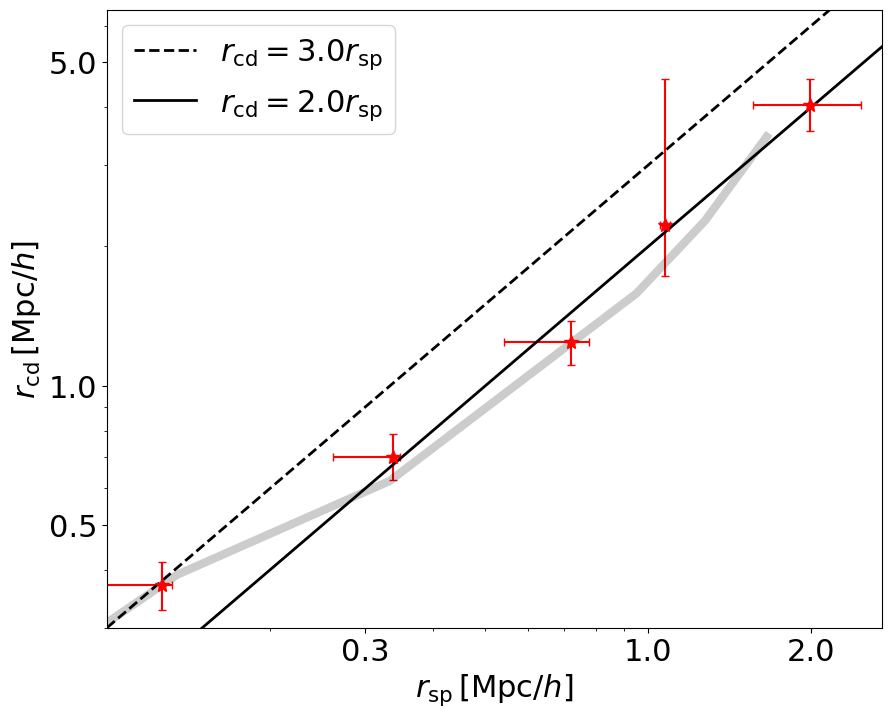 r_cd = 3.0r_sp
r_cd = 2.0r_sp
5.0
1.0
0.5
r_cd [Mpc/h]
0.3 1.0 2.0
r_sp [Mpc/h]